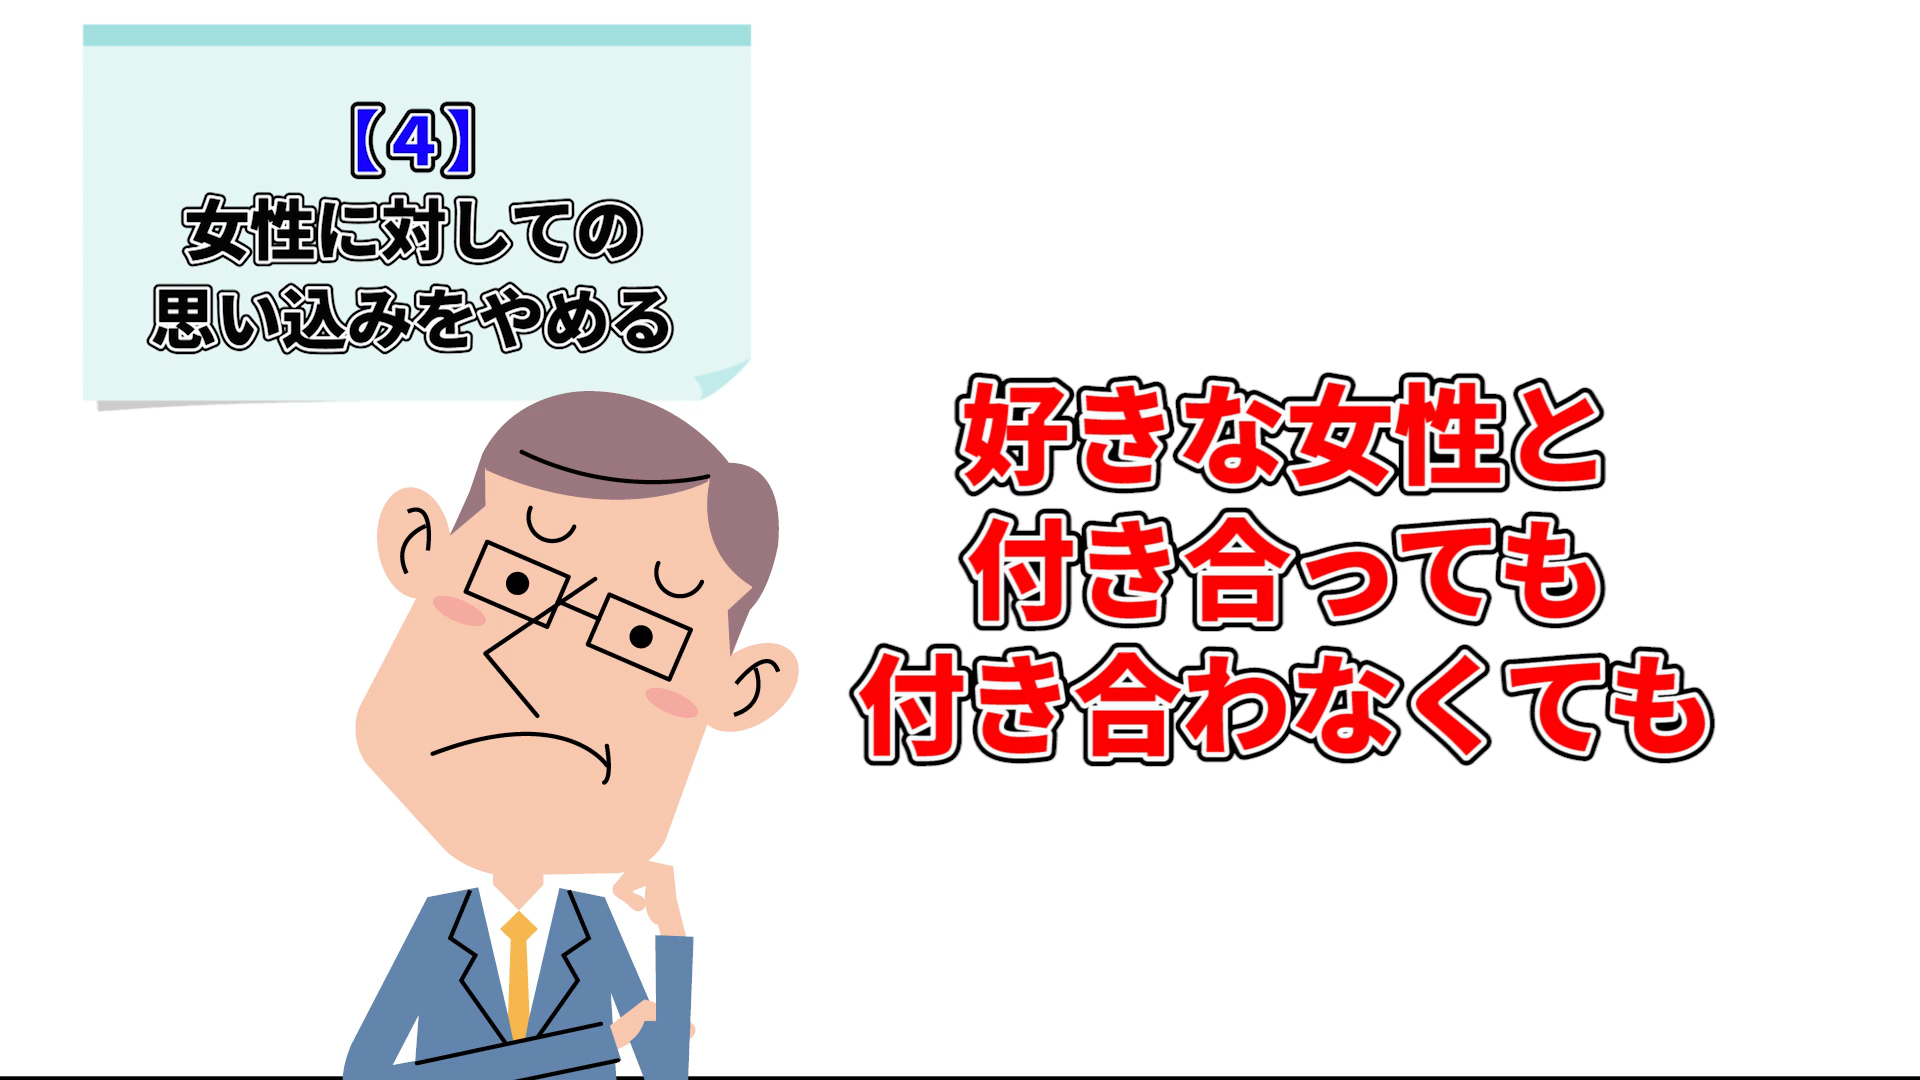 【4】
女性に対しての
思い込みをやめる
好きな女性と
付き合っても
付き合わなくても